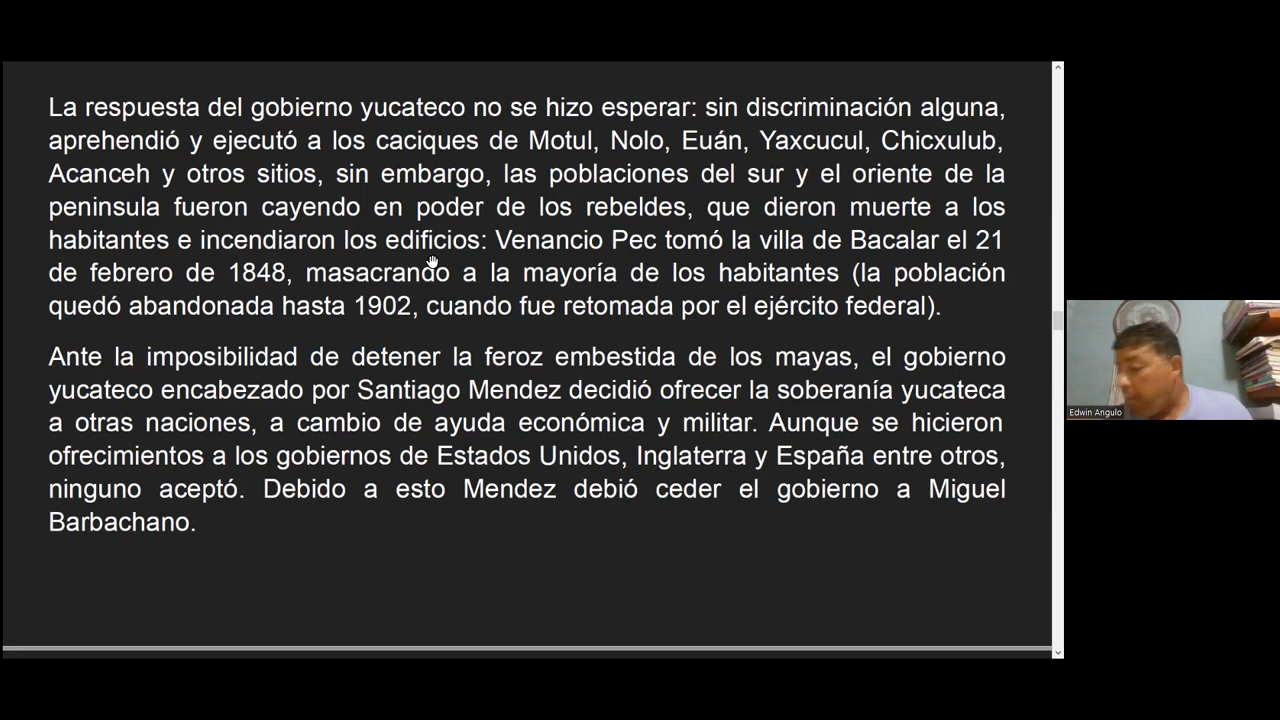 La respuesta del gobierno yucateco no se hizo esperar: sin discriminación alguna,
aprehendió y ejecutó a los caciques de Motul, Nolo, Euán, Yaxcucul, Chicxulub,
Acanceh y otros sitios, sin embargo, las poblaciones del sur y el oriente de la
peninsula fueron cayendo en poder de los rebeldes, que dieron muerte a los
habitantes e incendiaron los edificios: Venancio Pec tomó la villa de Bacalar el 21
de febrero de 1848, masacrando a la mayoría de los habitantes (la población
quedó abandonada hasta 1902, cuando fue retomada por el ejército federal).
Ante la imposibilidad de detener la feroz embestida de los mayas, el gobierno
yucateco encabezado por Santiago Mendez decidió ofrecer la soberanía yucateca
a otras naciones, a cambio de ayuda económica y militar. Aunque se hicieron
ofrecimientos a los gobiernos de Estados Unidos, Inglaterra y España entre otros,
ninguno aceptó. Debido a esto Mendez debió ceder el gobierno a Miguel
Barbachano.
Edwin Angulo